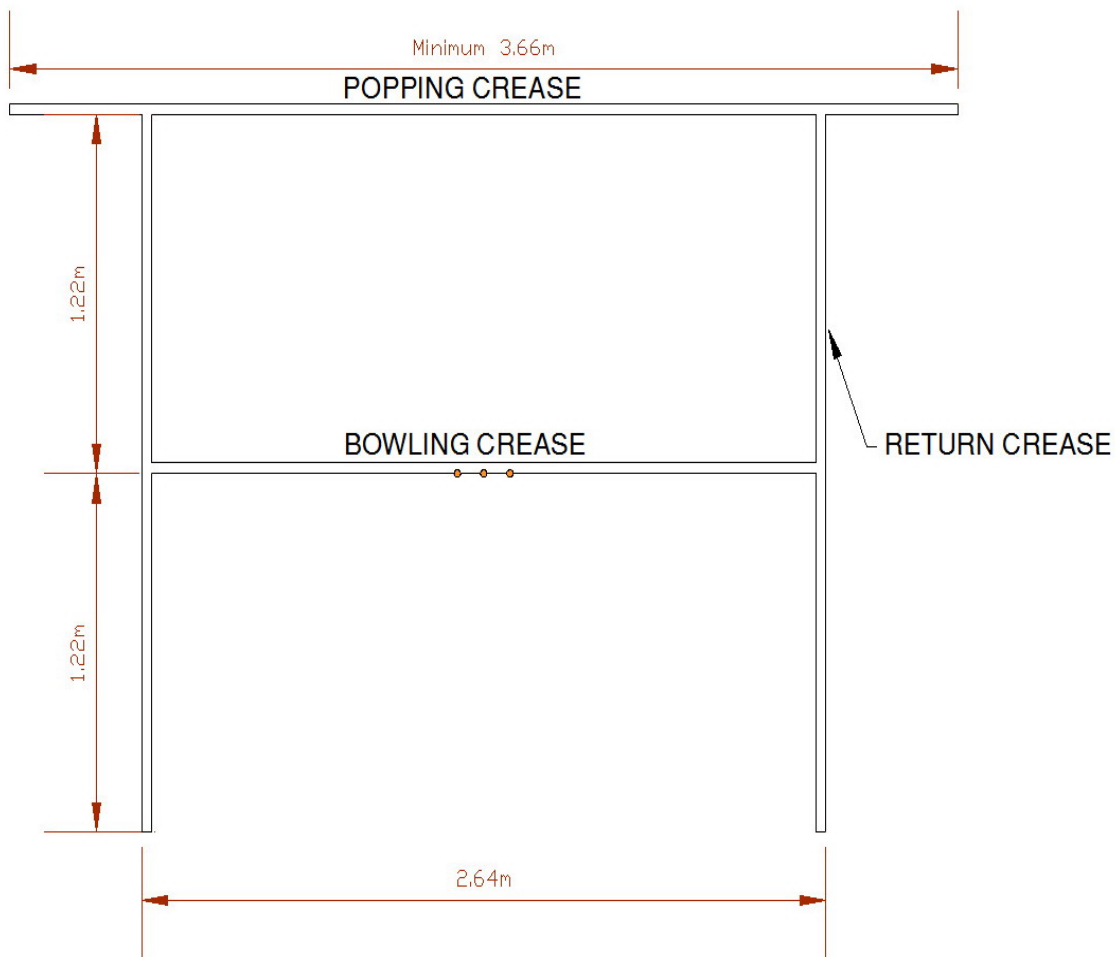 Minimum 3.66m
POPPING CREASE
1.22m
BOWLING CREASE
RETURN CREASE
1.22m
2.64m